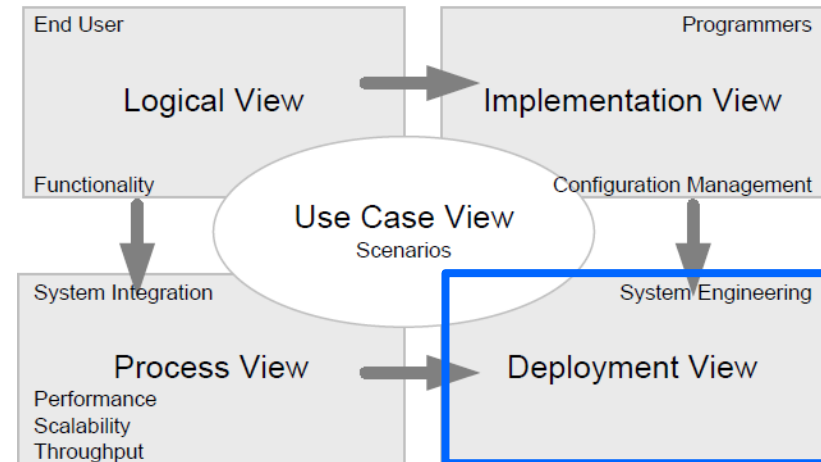 End User
Logical View
Functionality
Programmers
Implementation View
Configuration Management
Use Case View
Scenarios
System Integration
Process View
Performance
Scalability
Throughput
System Engineering
Deployment View